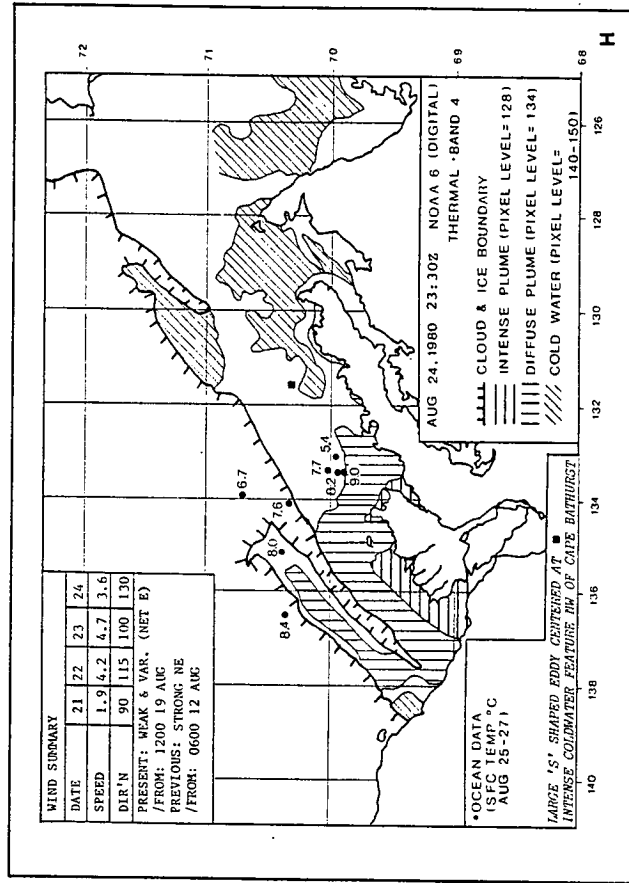 WIND SUMMARY
DATE 21 22 23 24
SPEED 1.9 4.2 4.7 3.6
DIR'N 90 115 100 130
PRESENT: WEAK & VAR. (NET E)
/FROM: 1200 19 AUG
PREVIOUS: STRONG NE
/FROM: 0600 12 AUG
72
71
70
69
68
8.4
8.0
7.6
6.7
7.7
8.2
5.4
9.0
•OCEAN DATA
(SFC TEMP °C
AUG 25-27)
AUG 24,1980 23:30Z NOAA 6 (DIGITAL)
THERMAL -BAND 4
CLOUD & ICE BOUNDARY
INTENSE PLUME (PIXEL LEVEL=128)
DIFFUSE PLUME (PIXEL LEVEL=134)
COLD WATER (PIXEL LEVEL=
140-150)
LARGE 'S' SHAPED EDDY CENTERED AT ■
INTENSE COLDWATER FEATURE NW OF CAPE BATHURST
140 138 136 134 132 130 128 126
H